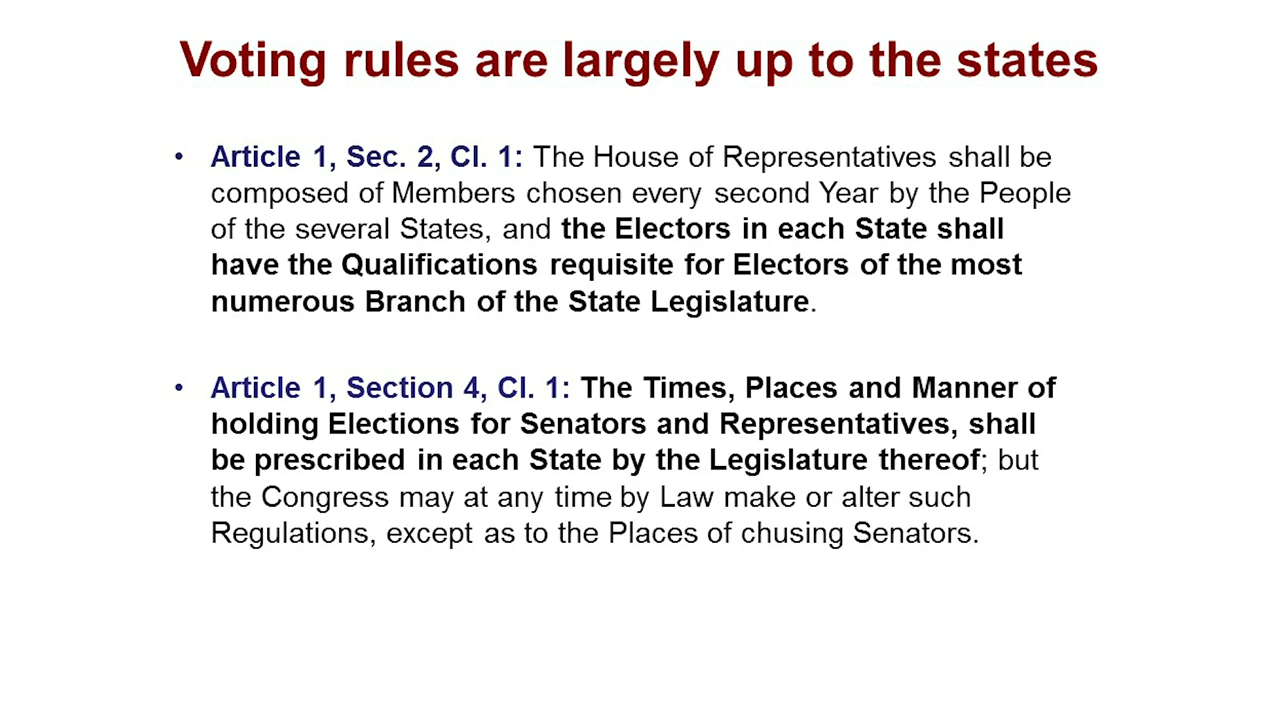 Voting rules are largely up to the states
• Article 1, Sec. 2, Cl. 1: The House of Representatives shall be
composed of Members chosen every second Year by the People
of the several States, and the Electors in each State shall
have the Qualifications requisite for Electors of the most
numerous Branch of the State Legislature.
• Article 1, Section 4, Cl. 1: The Times, Places and Manner of
holding Elections for Senators and Representatives, shall
be prescribed in each State by the Legislature thereof; but
the Congress may at any time by Law make or alter such
Regulations, except as to the Places of chusing Senators.